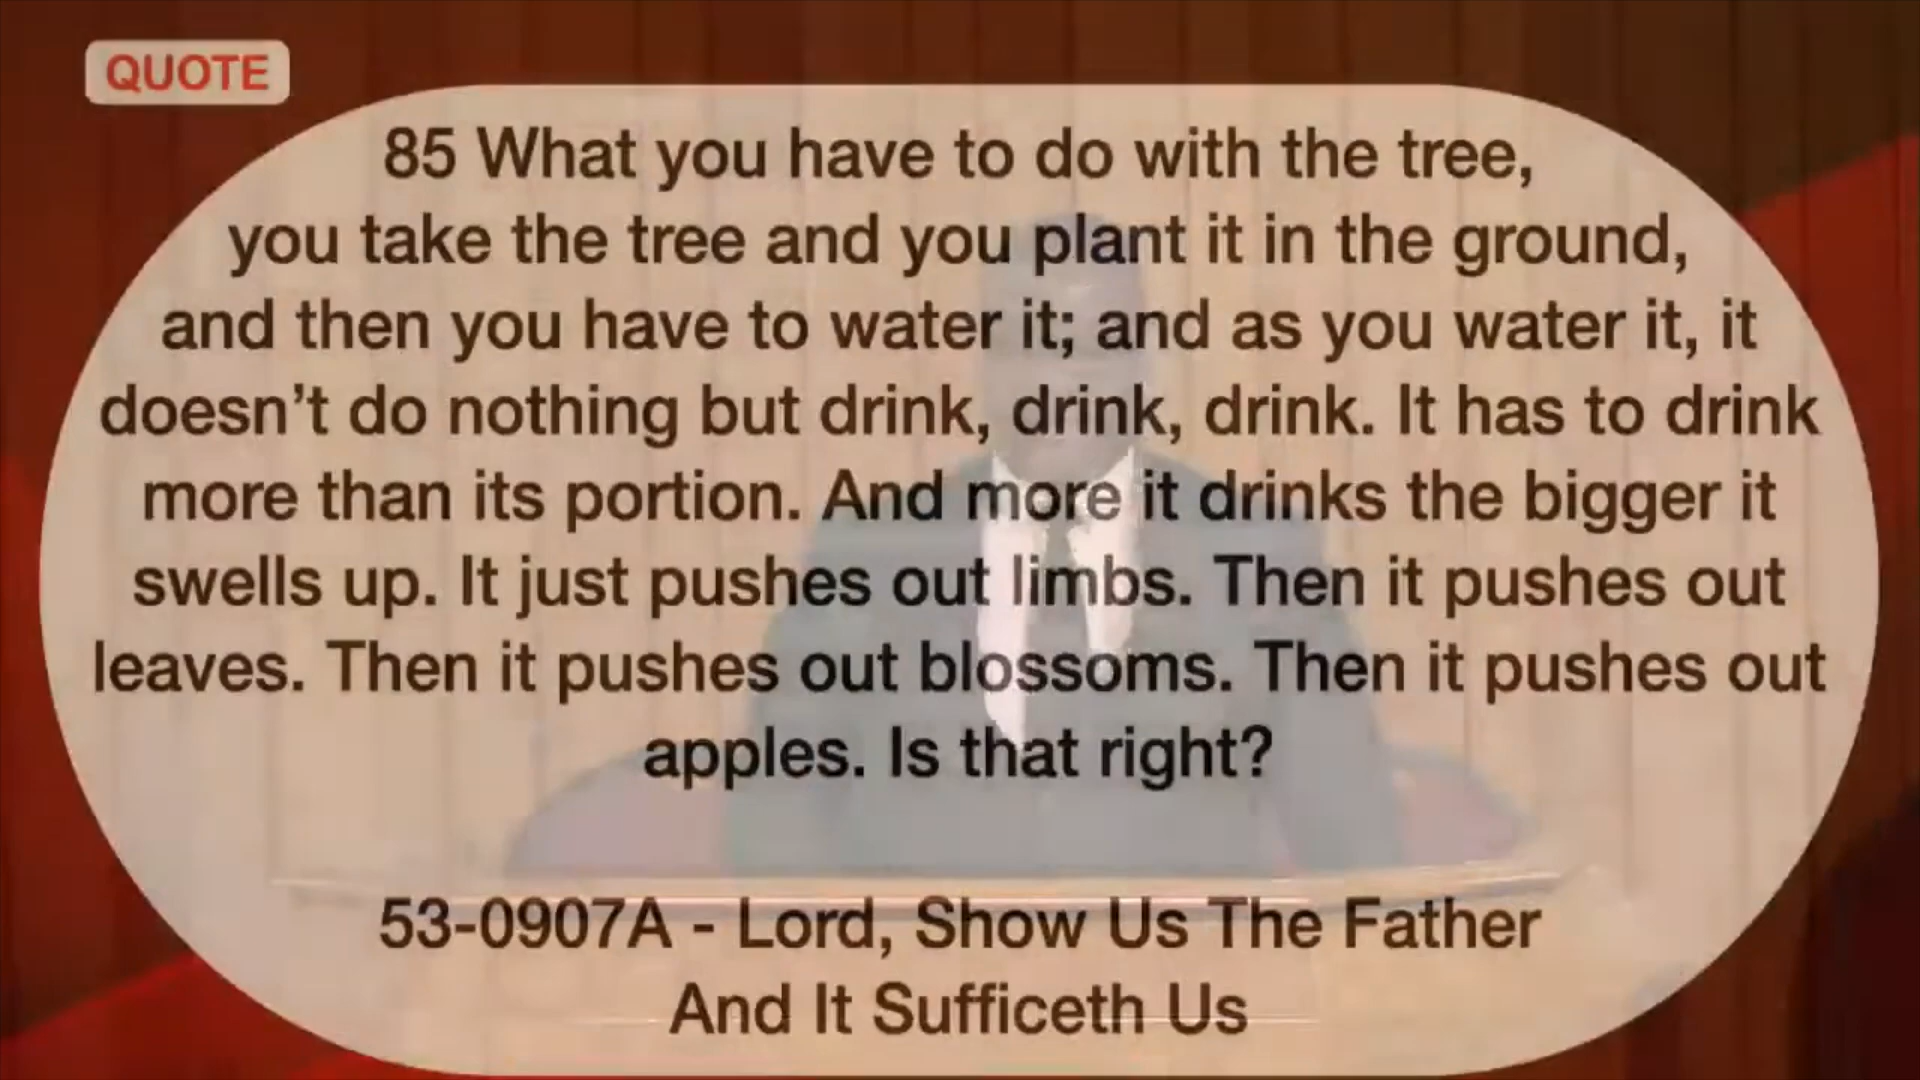 QUOTE
85 What you have to do with the tree,
you take the tree and you plant it in the ground,
and then you have to water it; and as you water it, it
doesn’t do nothing but drink, drink, drink. It has to drink
more than its portion. And more it drinks the bigger it
swells up. It just pushes out limbs. Then it pushes out
leaves. Then it pushes out blossoms. Then it pushes out
apples. Is that right?
53-0907A - Lord, Show Us The Father
And It Sufficeth Us